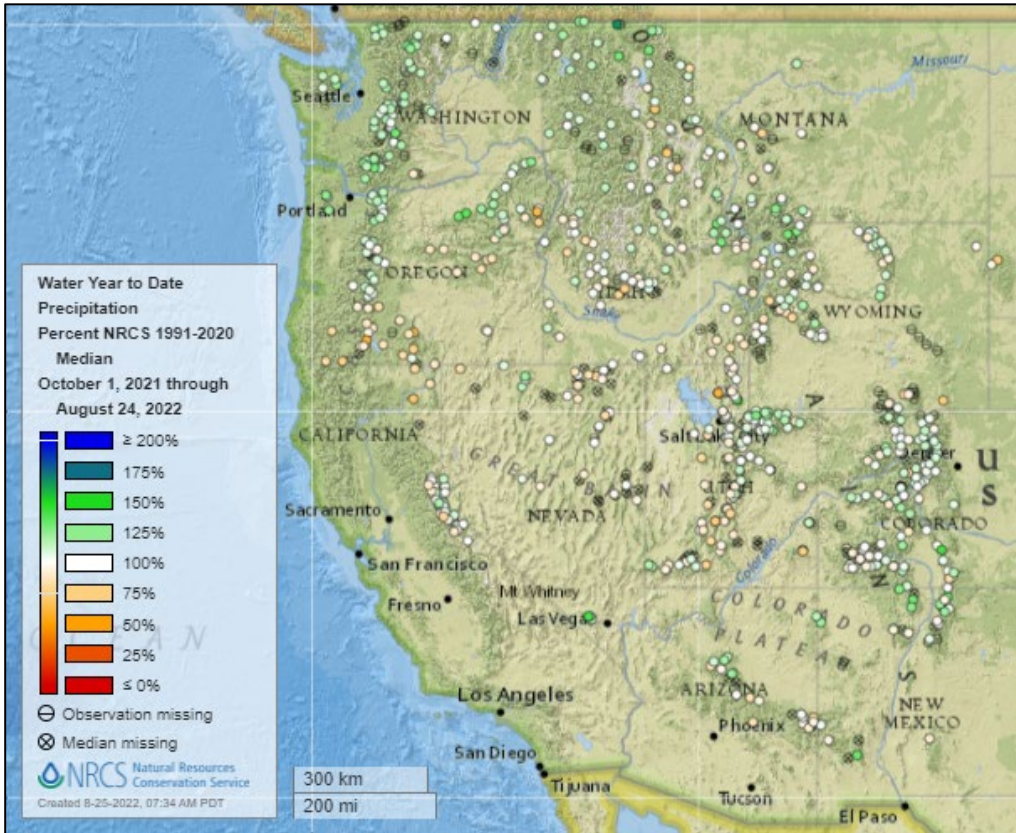 Missouri
Seattle
WASHINGTON
MONTANA
Portland
OREGON
Snake
WYOMING
Water Year to Date
Precipitation
Percent NRCS 1991-2020
Median
October 1, 2021 through
August 24, 2022
≥ 200%
175%
150%
125%
100%
75%
50%
25%
≤ 0%
Observation missing
Median missing
NRCS Natural Resources
Conservation Service
Created 8-25-2022, 07:34 AM PDT
CALIFORNIA
Salt Lake City
Denver
US
GREAT BASIN
UTAH
NEVADA
Sacramento
COLORADO
San Francisco
Colorado
Mt Whitney
Fresno
Las Vegas
COLORADO
PLATEAU
OCEAN
Los Angeles
ARIZONA
NEW
MEXICO
Phoenix
San Diego
Tijuana
300 km
200 mi
Tucson
El Paso